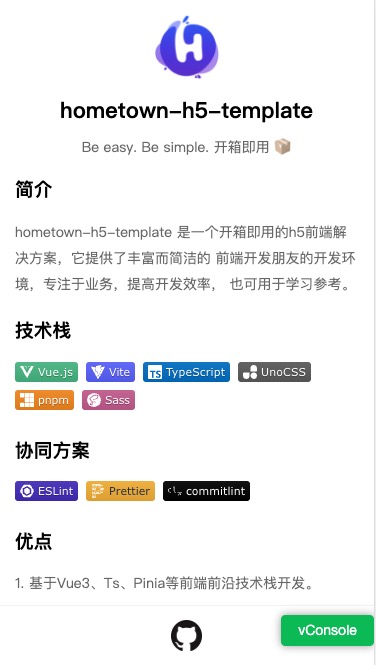 hometown-h5-template
Be easy. Be simple. 开箱即用 📦
简介
hometown-h5-template 是一个开箱即用的h5前端解
决方案，它提供了丰富而简洁的 前端开发朋友的开发环
境，专注于业务，提高开发效率， 也可用于学习参考。
技术栈
Vue.js Vite TypeScript UnoCSS
pnpm Sass
协同方案
ESLint Prettier commitlint
优点
1. 基于Vue3、Ts、Pinia等前端前沿技术栈开发。
vConsole